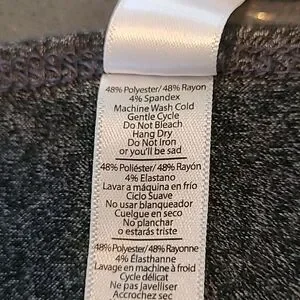 48% Polyester/ 48% Rayon
4% Spandex
Machine Wash Cold
Gentle Cycle
Do Not Bleach
Hang Dry
Do Not Iron
or you'll be sad
48% Poliéster/ 48% Rayón
4% Elastano
Lavar a máquina en frío
Ciclo Suave
No usar blanqueador
Cuelgue en seco
No planchar
o estarás triste
48% Polyester/ 48% Rayonne
4% Élasthanne
Lavage en machine à froid
Cycle délicat
Ne pas Javelliser
Accrochez sec